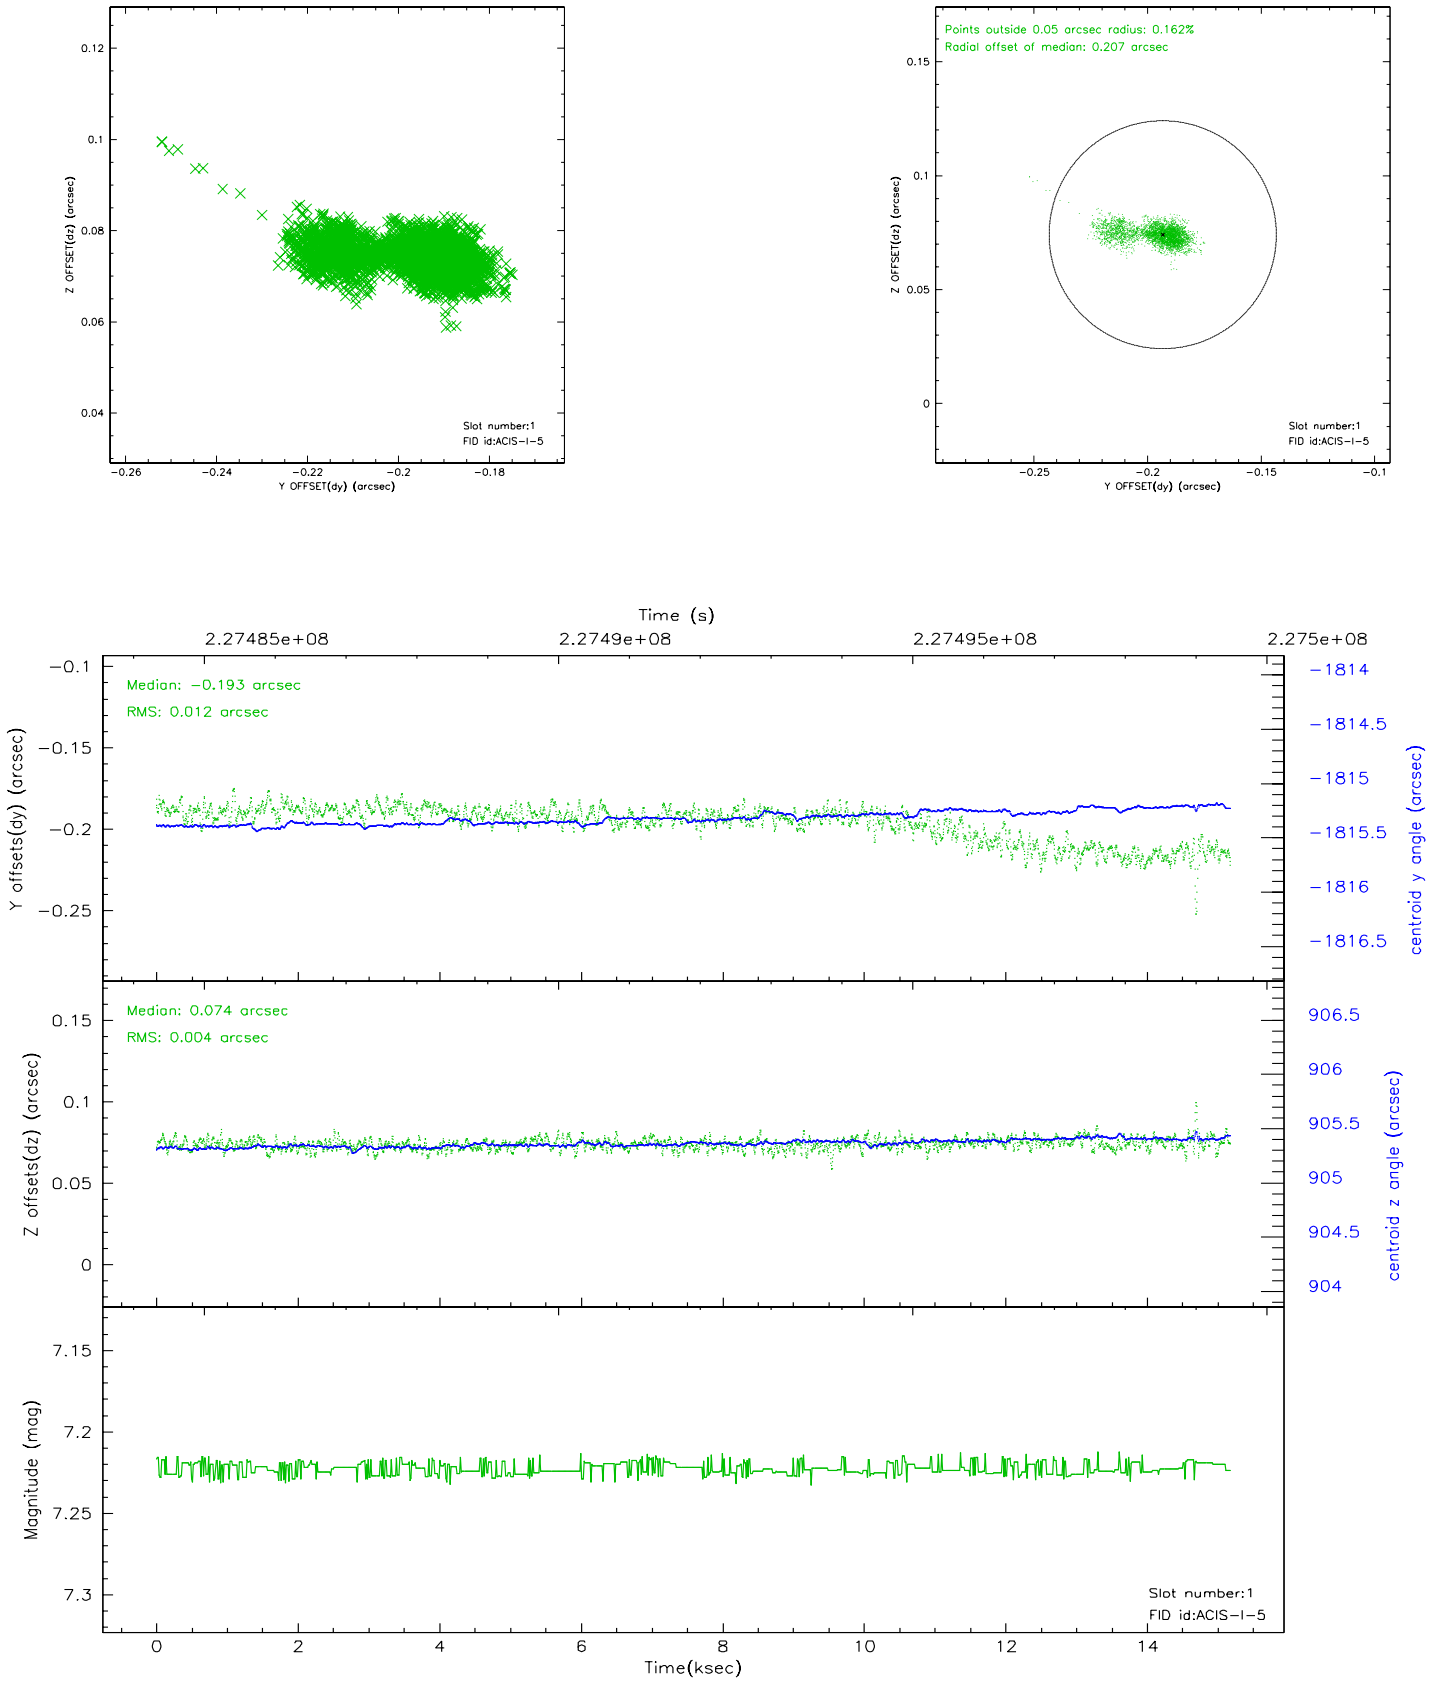 0.12
0.1
0.08
0.06
0.04
Z OFFSET(dz) (arcsec)
−0.26
−0.24
−0.22
−0.2
−0.18
Y OFFSET(dy) (arcsec)
Slot number:1
FID id:ACIS−I−5
Points outside 0.05 arcsec radius: 0.162%
Radial offset of median: 0.207 arcsec
0.15
0.1
0.05
0
Z OFFSET(dz) (arcsec)
−0.25
−0.2
−0.15
−0.1
Y OFFSET(dy) (arcsec)
Slot number:1
FID id:ACIS−I−5
Time (s)
2.27485e+08
2.2749e+08
2.27495e+08
2.275e+08
−0.1
−0.15
−0.2
−0.25
Y offsets(dy) (arcsec)
Median: −0.193 arcsec
RMS: 0.012 arcsec
−1814
−1814.5
−1815
−1815.5
−1816
−1816.5
centroid y angle (arcsec)
0.15
0.1
0.05
0
Z offsets(dz) (arcsec)
Median: 0.074 arcsec
RMS: 0.004 arcsec
906.5
906
905.5
905
904.5
904
centroid z angle (arcsec)
7.15
7.2
7.25
7.3
Magnitude (mag)
Slot number:1
FID id:ACIS−I−5
0
2
4
6
8
10
12
14
Time(ksec)